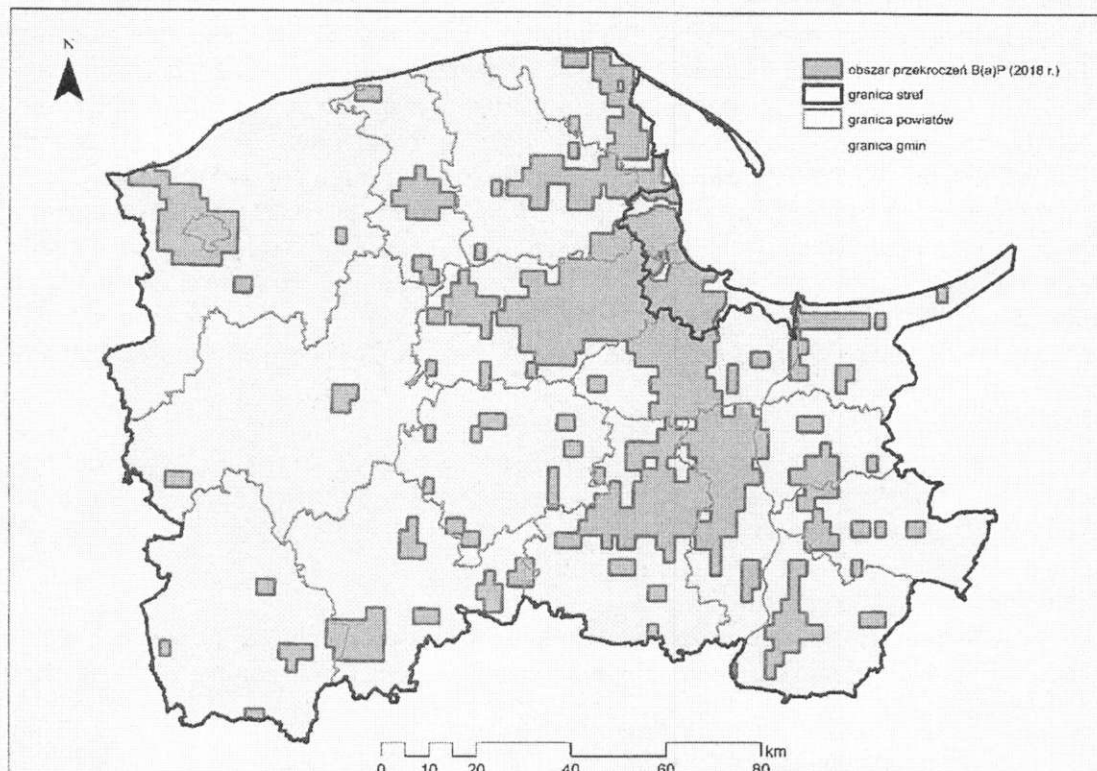 N
obszar przekroczeń B(a)P (2018 r.)
granica stref
granica powiatów
granica gmin
km
0 10 20 40 60 80